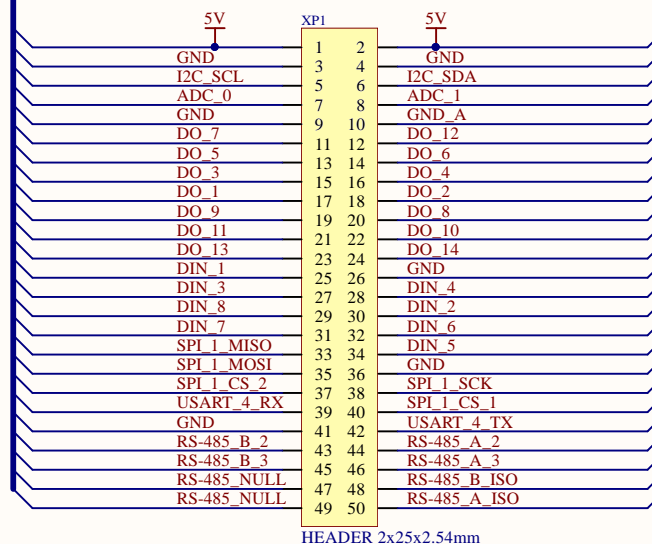 5V XP1 5V
1 2
GND 3 4 GND
I2C_SCL 5 6 I2C_SDA
ADC_0 7 8 ADC_1
GND 9 10 GND_A
DO_7 11 12 DO_12
DO_5 13 14 DO_6
DO_3 15 16 DO_4
DO_1 17 18 DO_2
DO_9 19 20 DO_8
DO_11 21 22 DO_10
DO_13 23 24 DO_14
DIN_1 25 26 GND
DIN_3 27 28 DIN_4
DIN_8 29 30 DIN_2
DIN_7 31 32 DIN_6
SPI_1_MISO 33 34 DIN_5
SPI_1_MOSI 35 36 GND
SPI_1_CS_2 37 38 SPI_1_SCK
USART_4_RX 39 40 SPI_1_CS_1
GND 41 42 USART_4_TX
RS-485_B_2 43 44 RS-485_A_2
RS-485_B_3 45 46 RS-485_A_3
RS-485_NULL 47 48 RS-485_B_ISO
RS-485_NULL 49 50 RS-485_A_ISO
HEADER 2x25x2.54mm